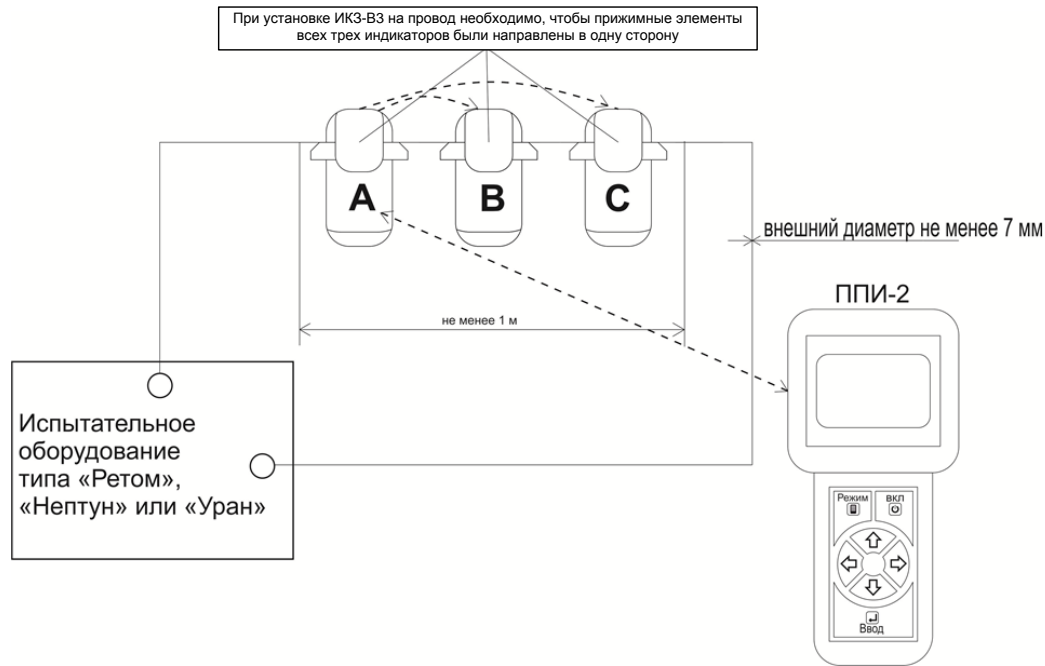 При установке ИКЗ-В3 на провод необходимо, чтобы прижимные элементы
всех трех индикаторов были направлены в одну сторону
А
В
С
внешний диаметр не менее 7 мм
ППИ-2
не менее 1 м
Испытательное
оборудование
типа «Ретом»,
«Нептун» или «Уран»
Режим
ВКЛ
Ввод